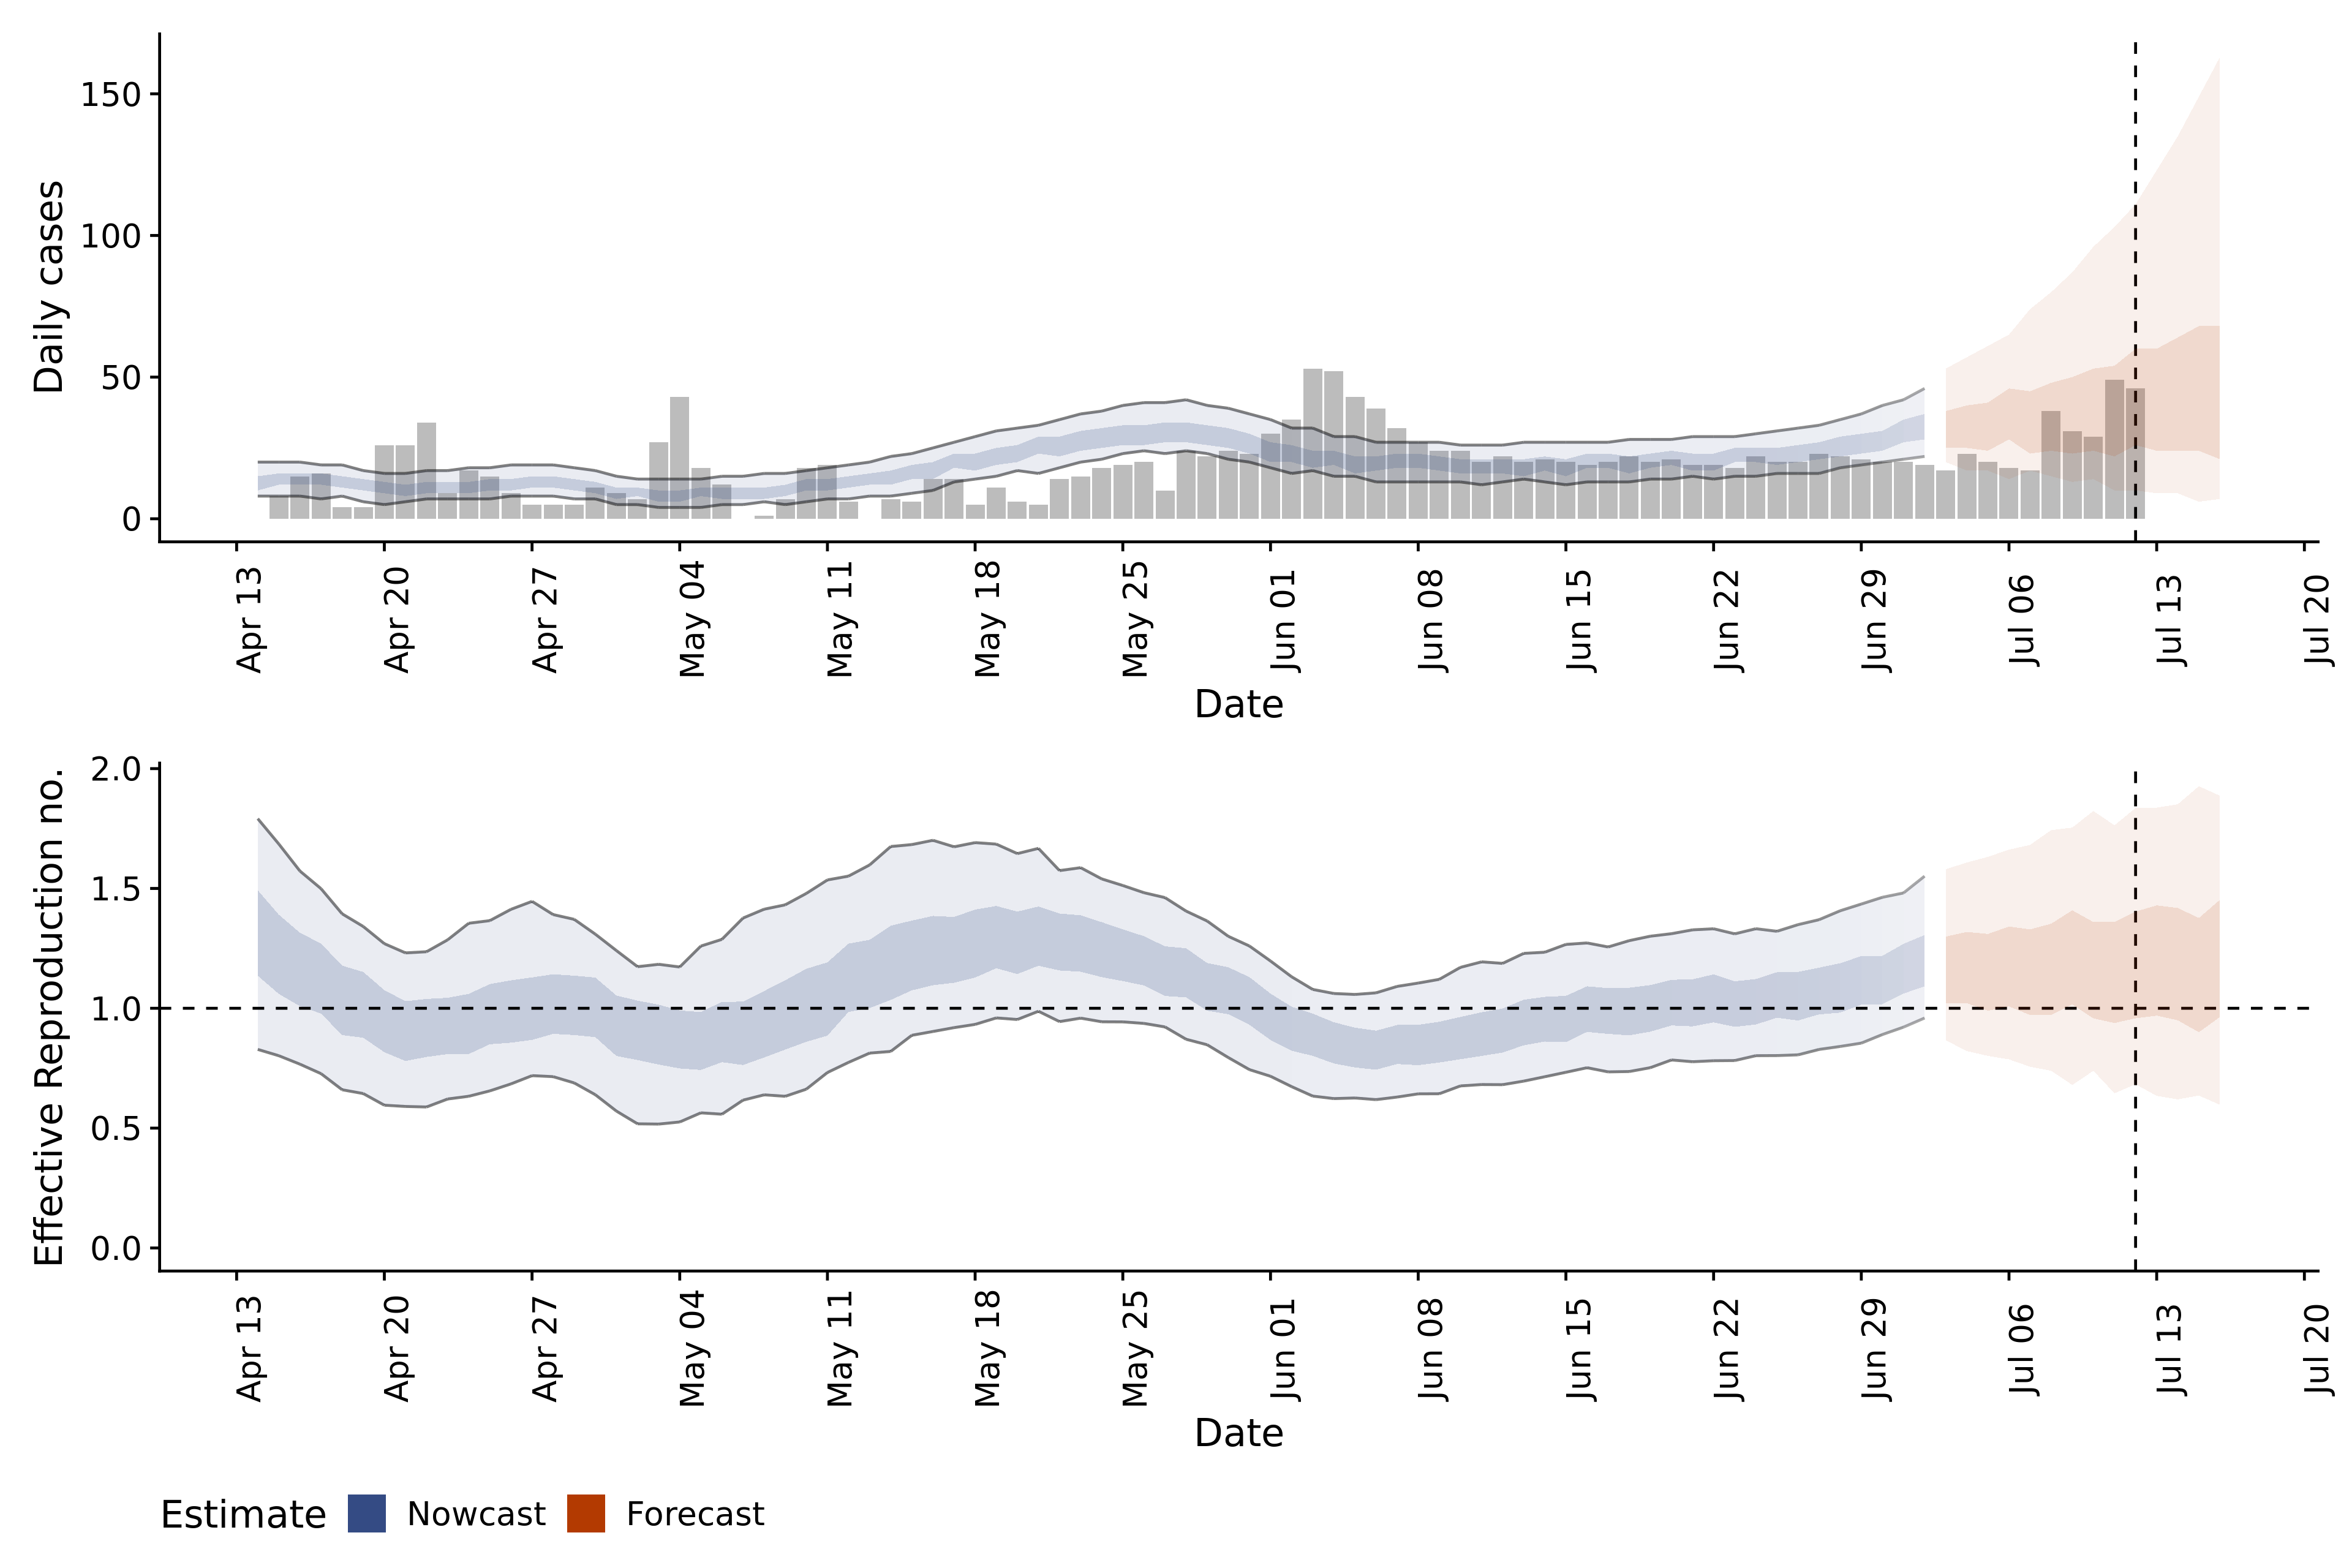 Daily cases
150
100
50
0
Apr 13
Apr 20
Apr 27
May 04
May 11
May 18
May 25
Jun 01
Jun 08
Jun 15
Jun 22
Jun 29
Jul 06
Jul 13
Jul 20
Date
Effective Reproduction no.
2.0
1.5
1.0
0.5
0.0
Apr 13
Apr 20
Apr 27
May 04
May 11
May 18
May 25
Jun 01
Jun 08
Jun 15
Jun 22
Jun 29
Jul 06
Jul 13
Jul 20
Date
Estimate Nowcast Forecast